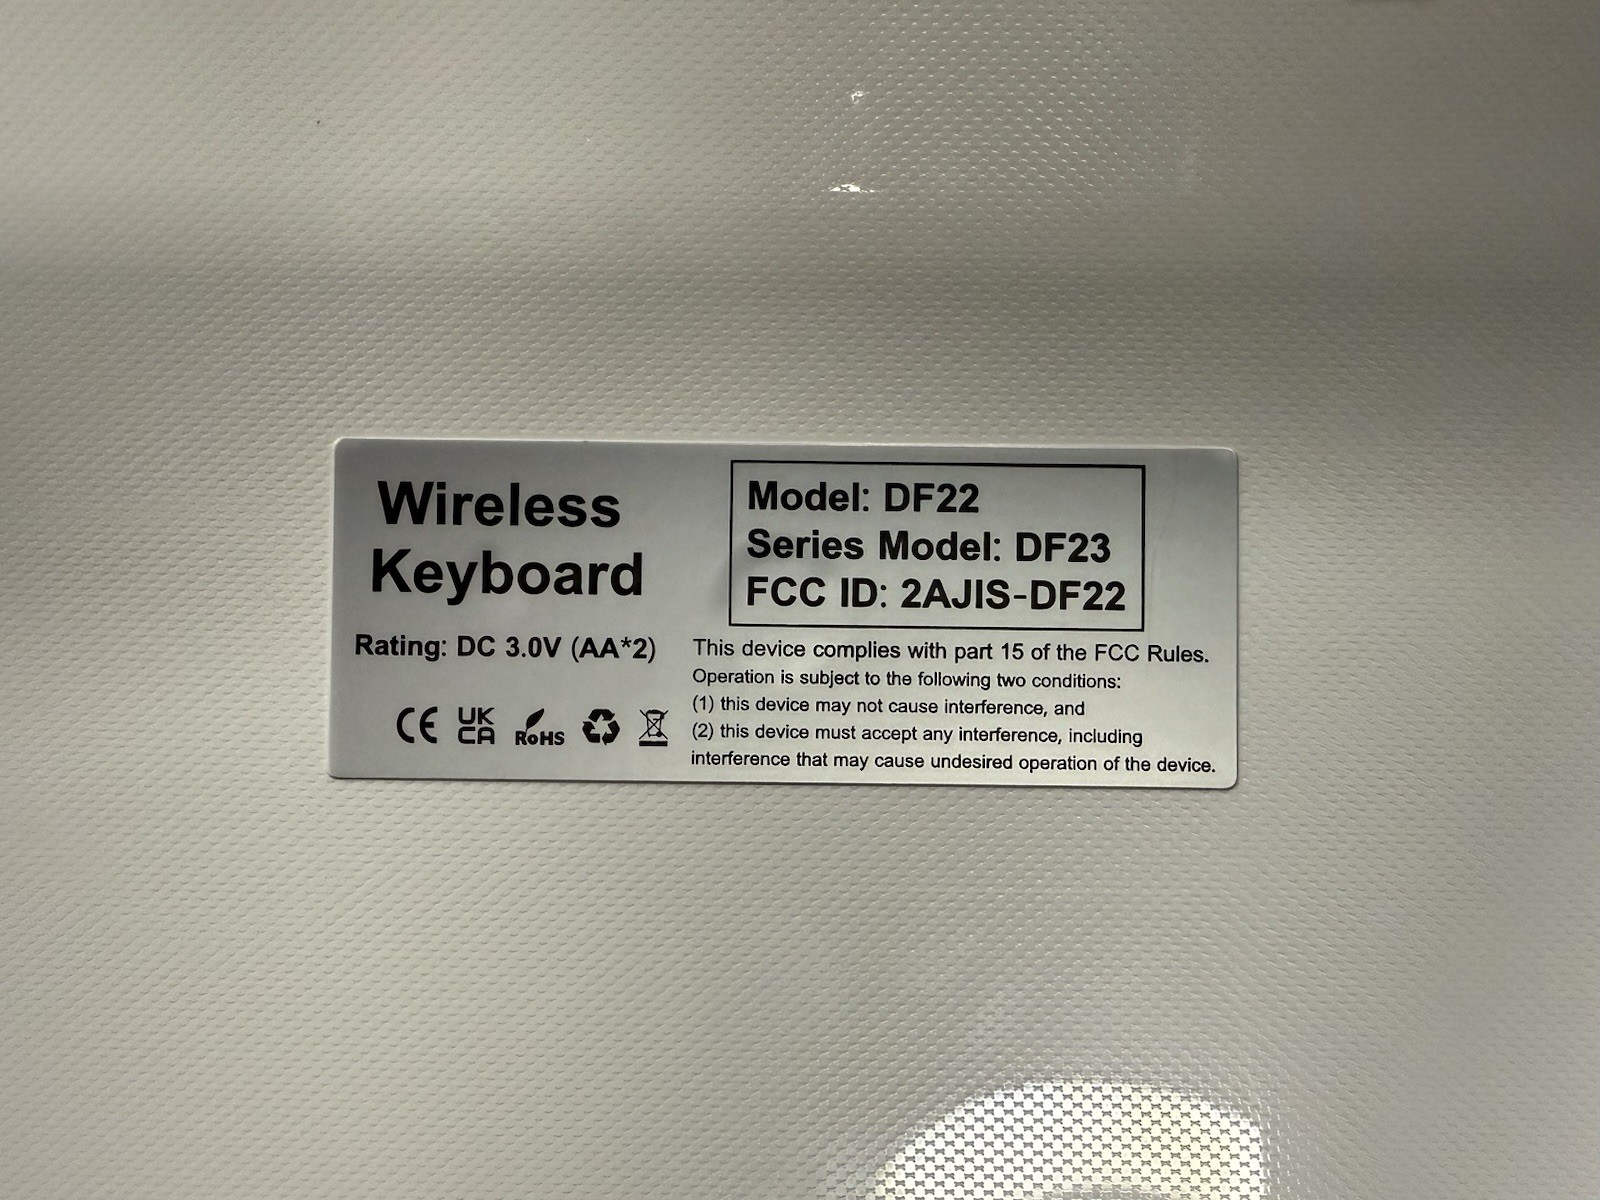 Wireless
Keyboard
Rating: DC 3.0V (AA*2)
CE UK CA RoHS
Model: DF22
Series Model: DF23
FCC ID: 2AJIS-DF22
This device complies with part 15 of the FCC Rules.
Operation is subject to the following two conditions:
(1) this device may not cause interference, and
(2) this device must accept any interference, including
interference that may cause undesired operation of the device.